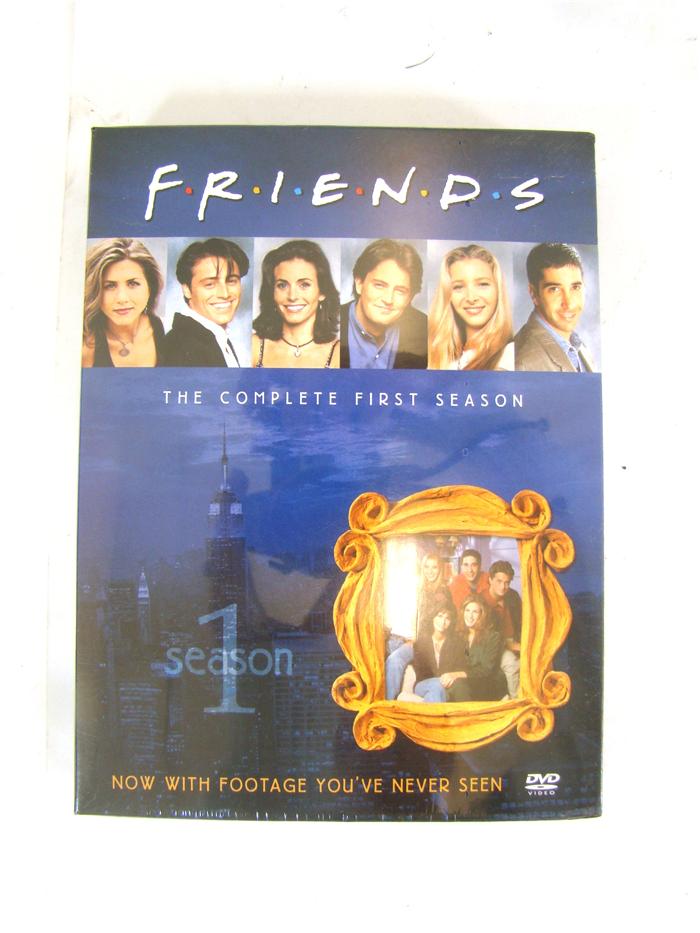 F·R·I·E·N·D·S
THE COMPLETE FIRST SEASON
1
season
NOW WITH FOOTAGE YOU'VE NEVER SEEN
DVD
VIDEO